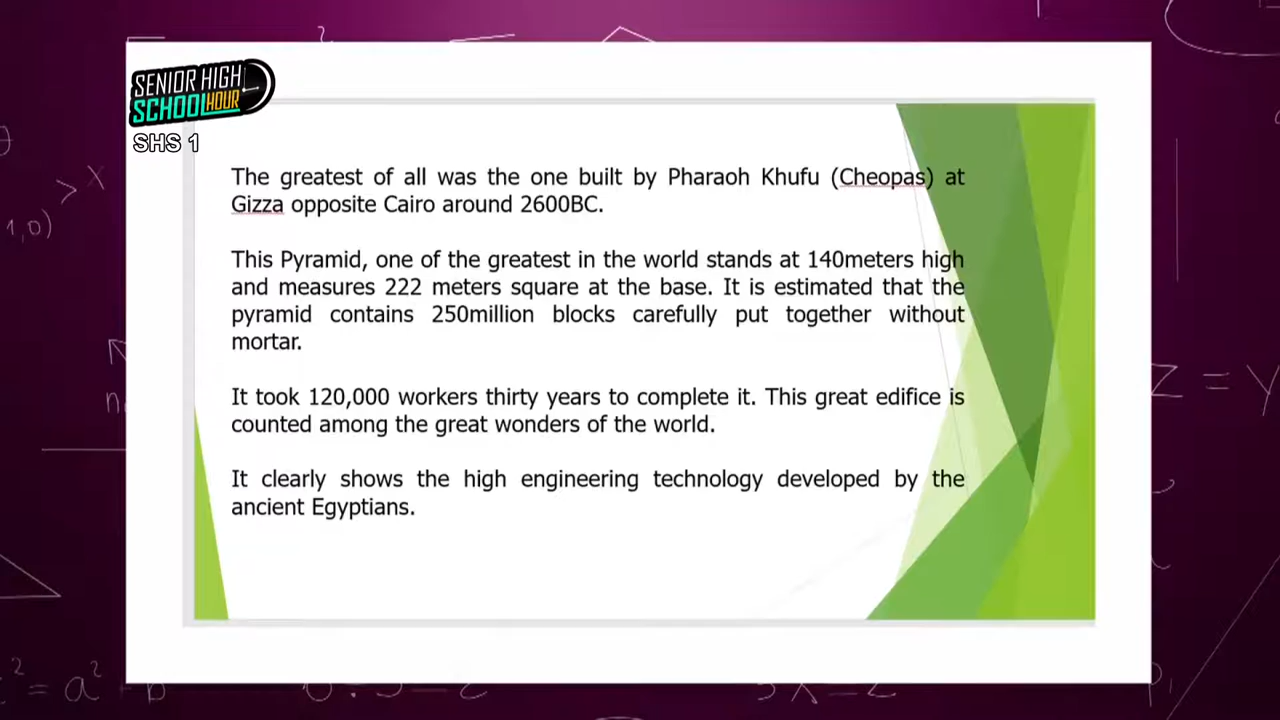 SENIOR HIGH
SCHOOL HOUR
SHS 1
The greatest of all was the one built by Pharaoh Khufu (Cheopas) at
Gizza opposite Cairo around 2600BC.
This Pyramid, one of the greatest in the world stands at 140meters high
and measures 222 meters square at the base. It is estimated that the
pyramid contains 250million blocks carefully put together without
mortar.
It took 120,000 workers thirty years to complete it. This great edifice is
counted among the great wonders of the world.
It clearly shows the high engineering technology developed by the
ancient Egyptians.